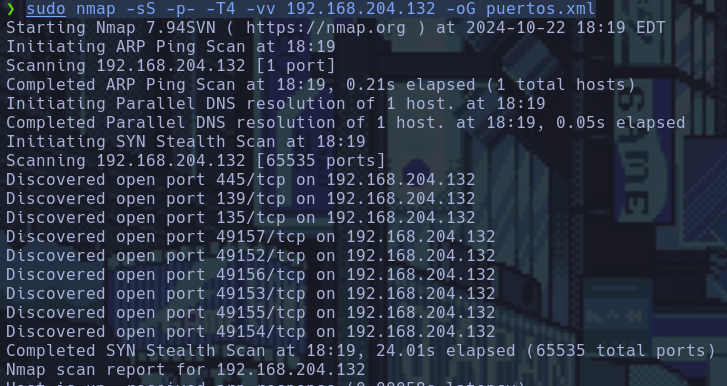 ❯ sudo nmap -sS -p- -T4 -vv 192.168.204.132 -oG puertos.xml
Starting Nmap 7.94SVN ( https://nmap.org ) at 2024-10-22 18:19 EDT
Initiating ARP Ping Scan at 18:19
Scanning 192.168.204.132 [1 port]
Completed ARP Ping Scan at 18:19, 0.21s elapsed (1 total hosts)
Initiating Parallel DNS resolution of 1 host. at 18:19
Completed Parallel DNS resolution of 1 host. at 18:19, 0.05s elapsed
Initiating SYN Stealth Scan at 18:19
Scanning 192.168.204.132 [65535 ports]
Discovered open port 445/tcp on 192.168.204.132
Discovered open port 139/tcp on 192.168.204.132
Discovered open port 135/tcp on 192.168.204.132
Discovered open port 49157/tcp on 192.168.204.132
Discovered open port 49152/tcp on 192.168.204.132
Discovered open port 49156/tcp on 192.168.204.132
Discovered open port 49153/tcp on 192.168.204.132
Discovered open port 49155/tcp on 192.168.204.132
Discovered open port 49154/tcp on 192.168.204.132
Completed SYN Stealth Scan at 18:19, 24.01s elapsed (65535 total ports)
Nmap scan report for 192.168.204.132
Host is up, received arp-response